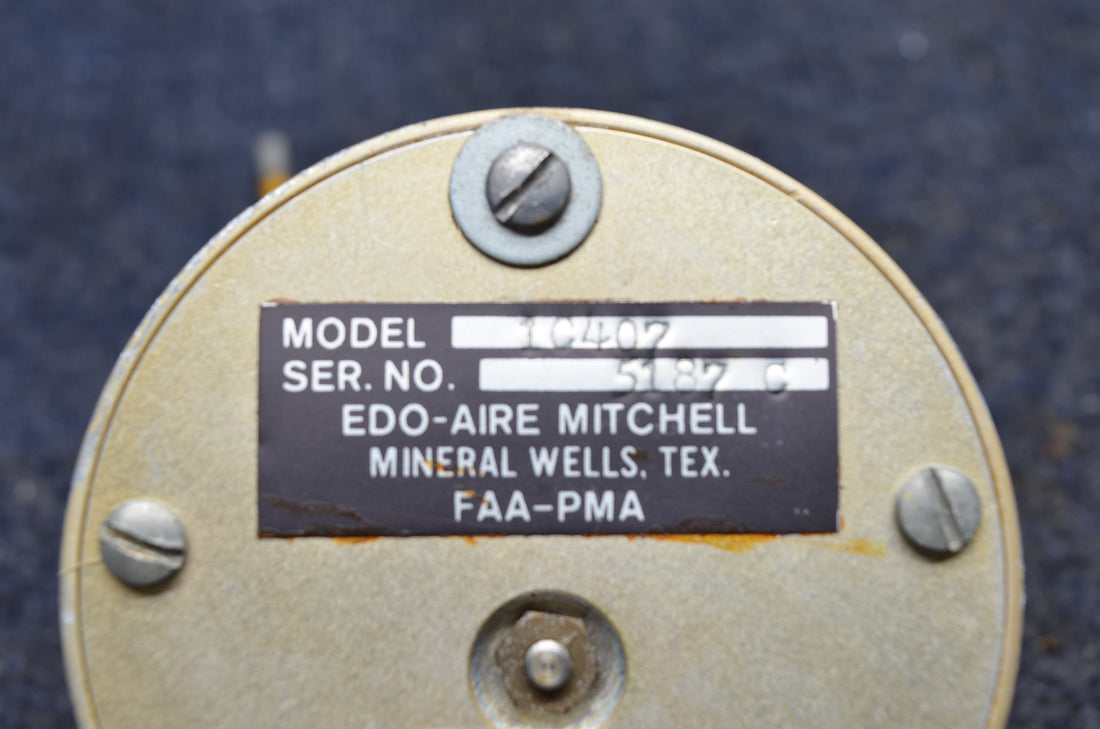 MODEL 1C407
SER. NO. 5187 C
EDO-AIRE MITCHELL
MINERAL WELLS, TEX.
FAA-PMA